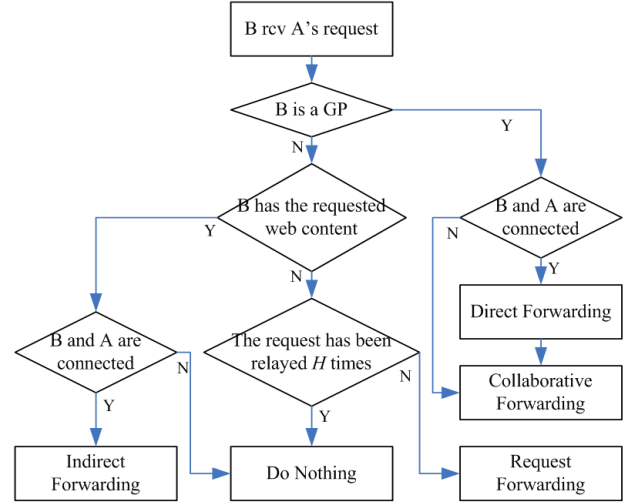 B rcv A's request
B is a GP
Y
N
B has the requested
web content
B and A are
connected
Y
N
N
Y
Direct Forwarding
B and A are
connected
The request has been
relayed H times
N
N
Collaborative
Forwarding
Y
Y
Indirect
Forwarding
Do Nothing
Request
Forwarding